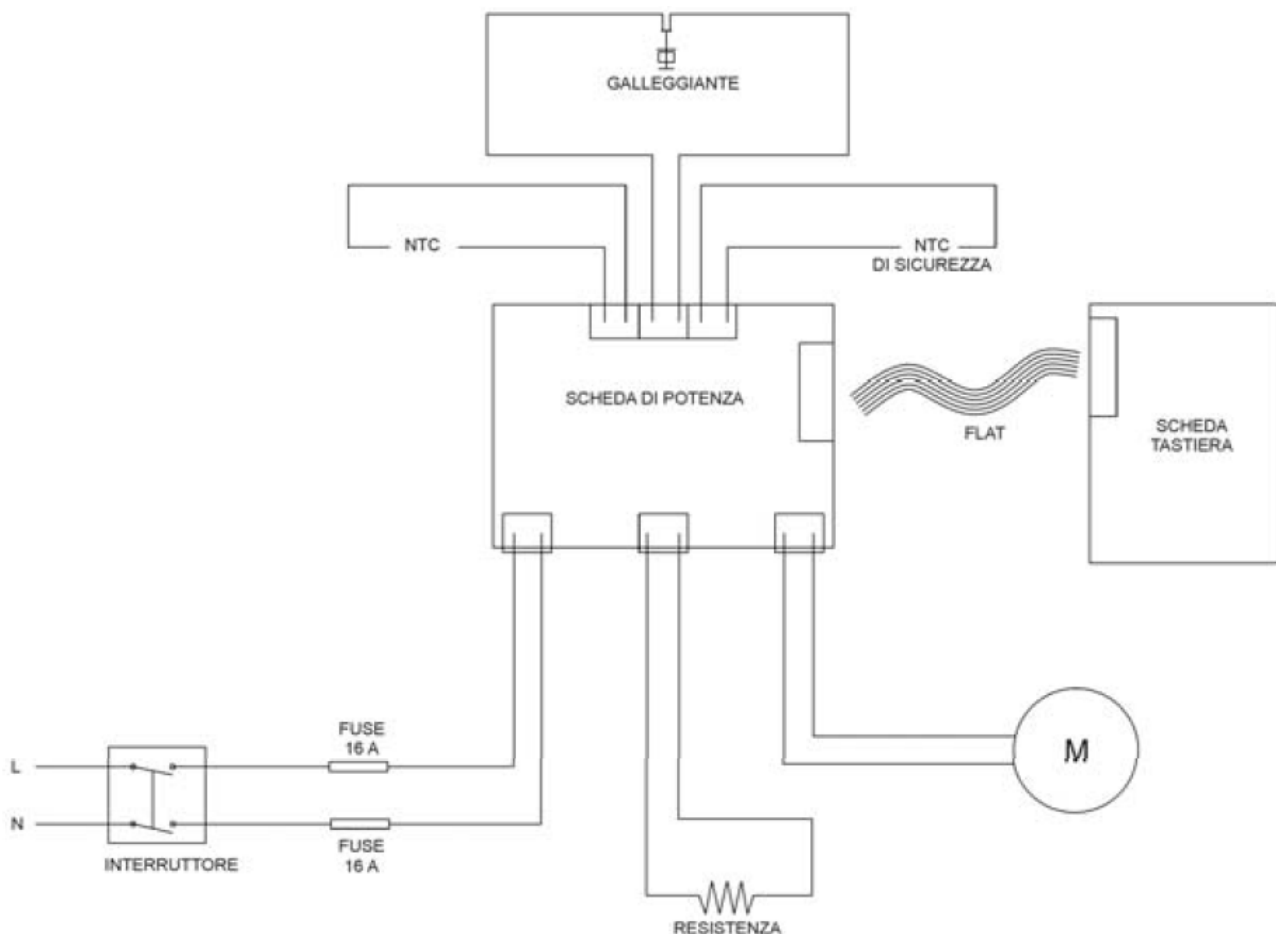 GALLEGGIANTE
NTC
NTC
DI SICUREZZA
SCHEDA DI POTENZA
FLAT
SCHEDA
TASTIERA
FUSE
16 A
L
M
N
INTERRUTTORE
FUSE
16 A
RESISTENZA